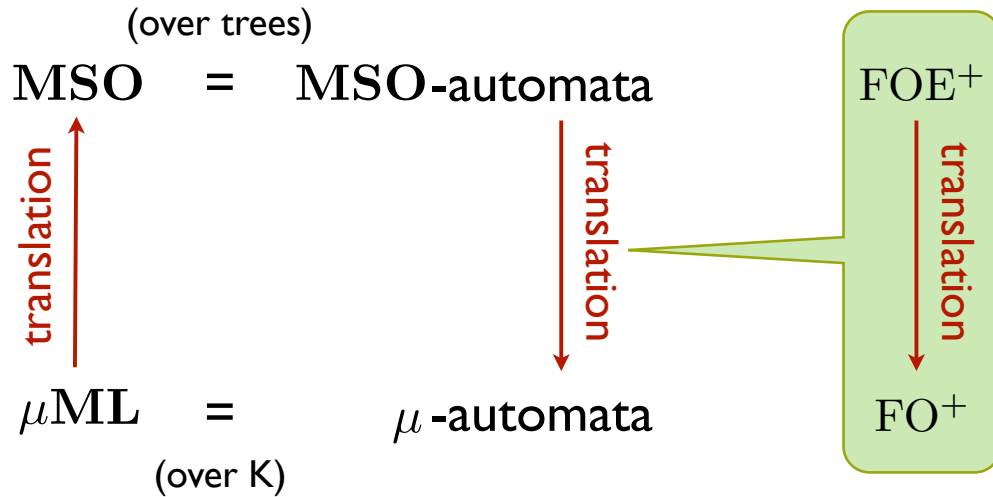 (over trees)
MSO = MSO-automata FOE⁺
translation translation translation
μML = μ-automata FO⁺
(over K)